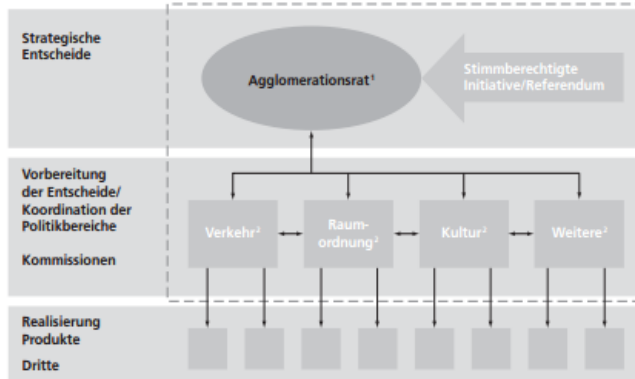 Strategische
Entscheide
Agglomerationsrat¹
Stimmberechtigte
Initiative/Referendum
Vorbereitung
der Entscheide/
Koordination der
Politikbereiche
Kommissionen
Verkehr²
Raum-
ordnung²
Kultur²
Weitere²
Realisierung
Produkte
Dritte